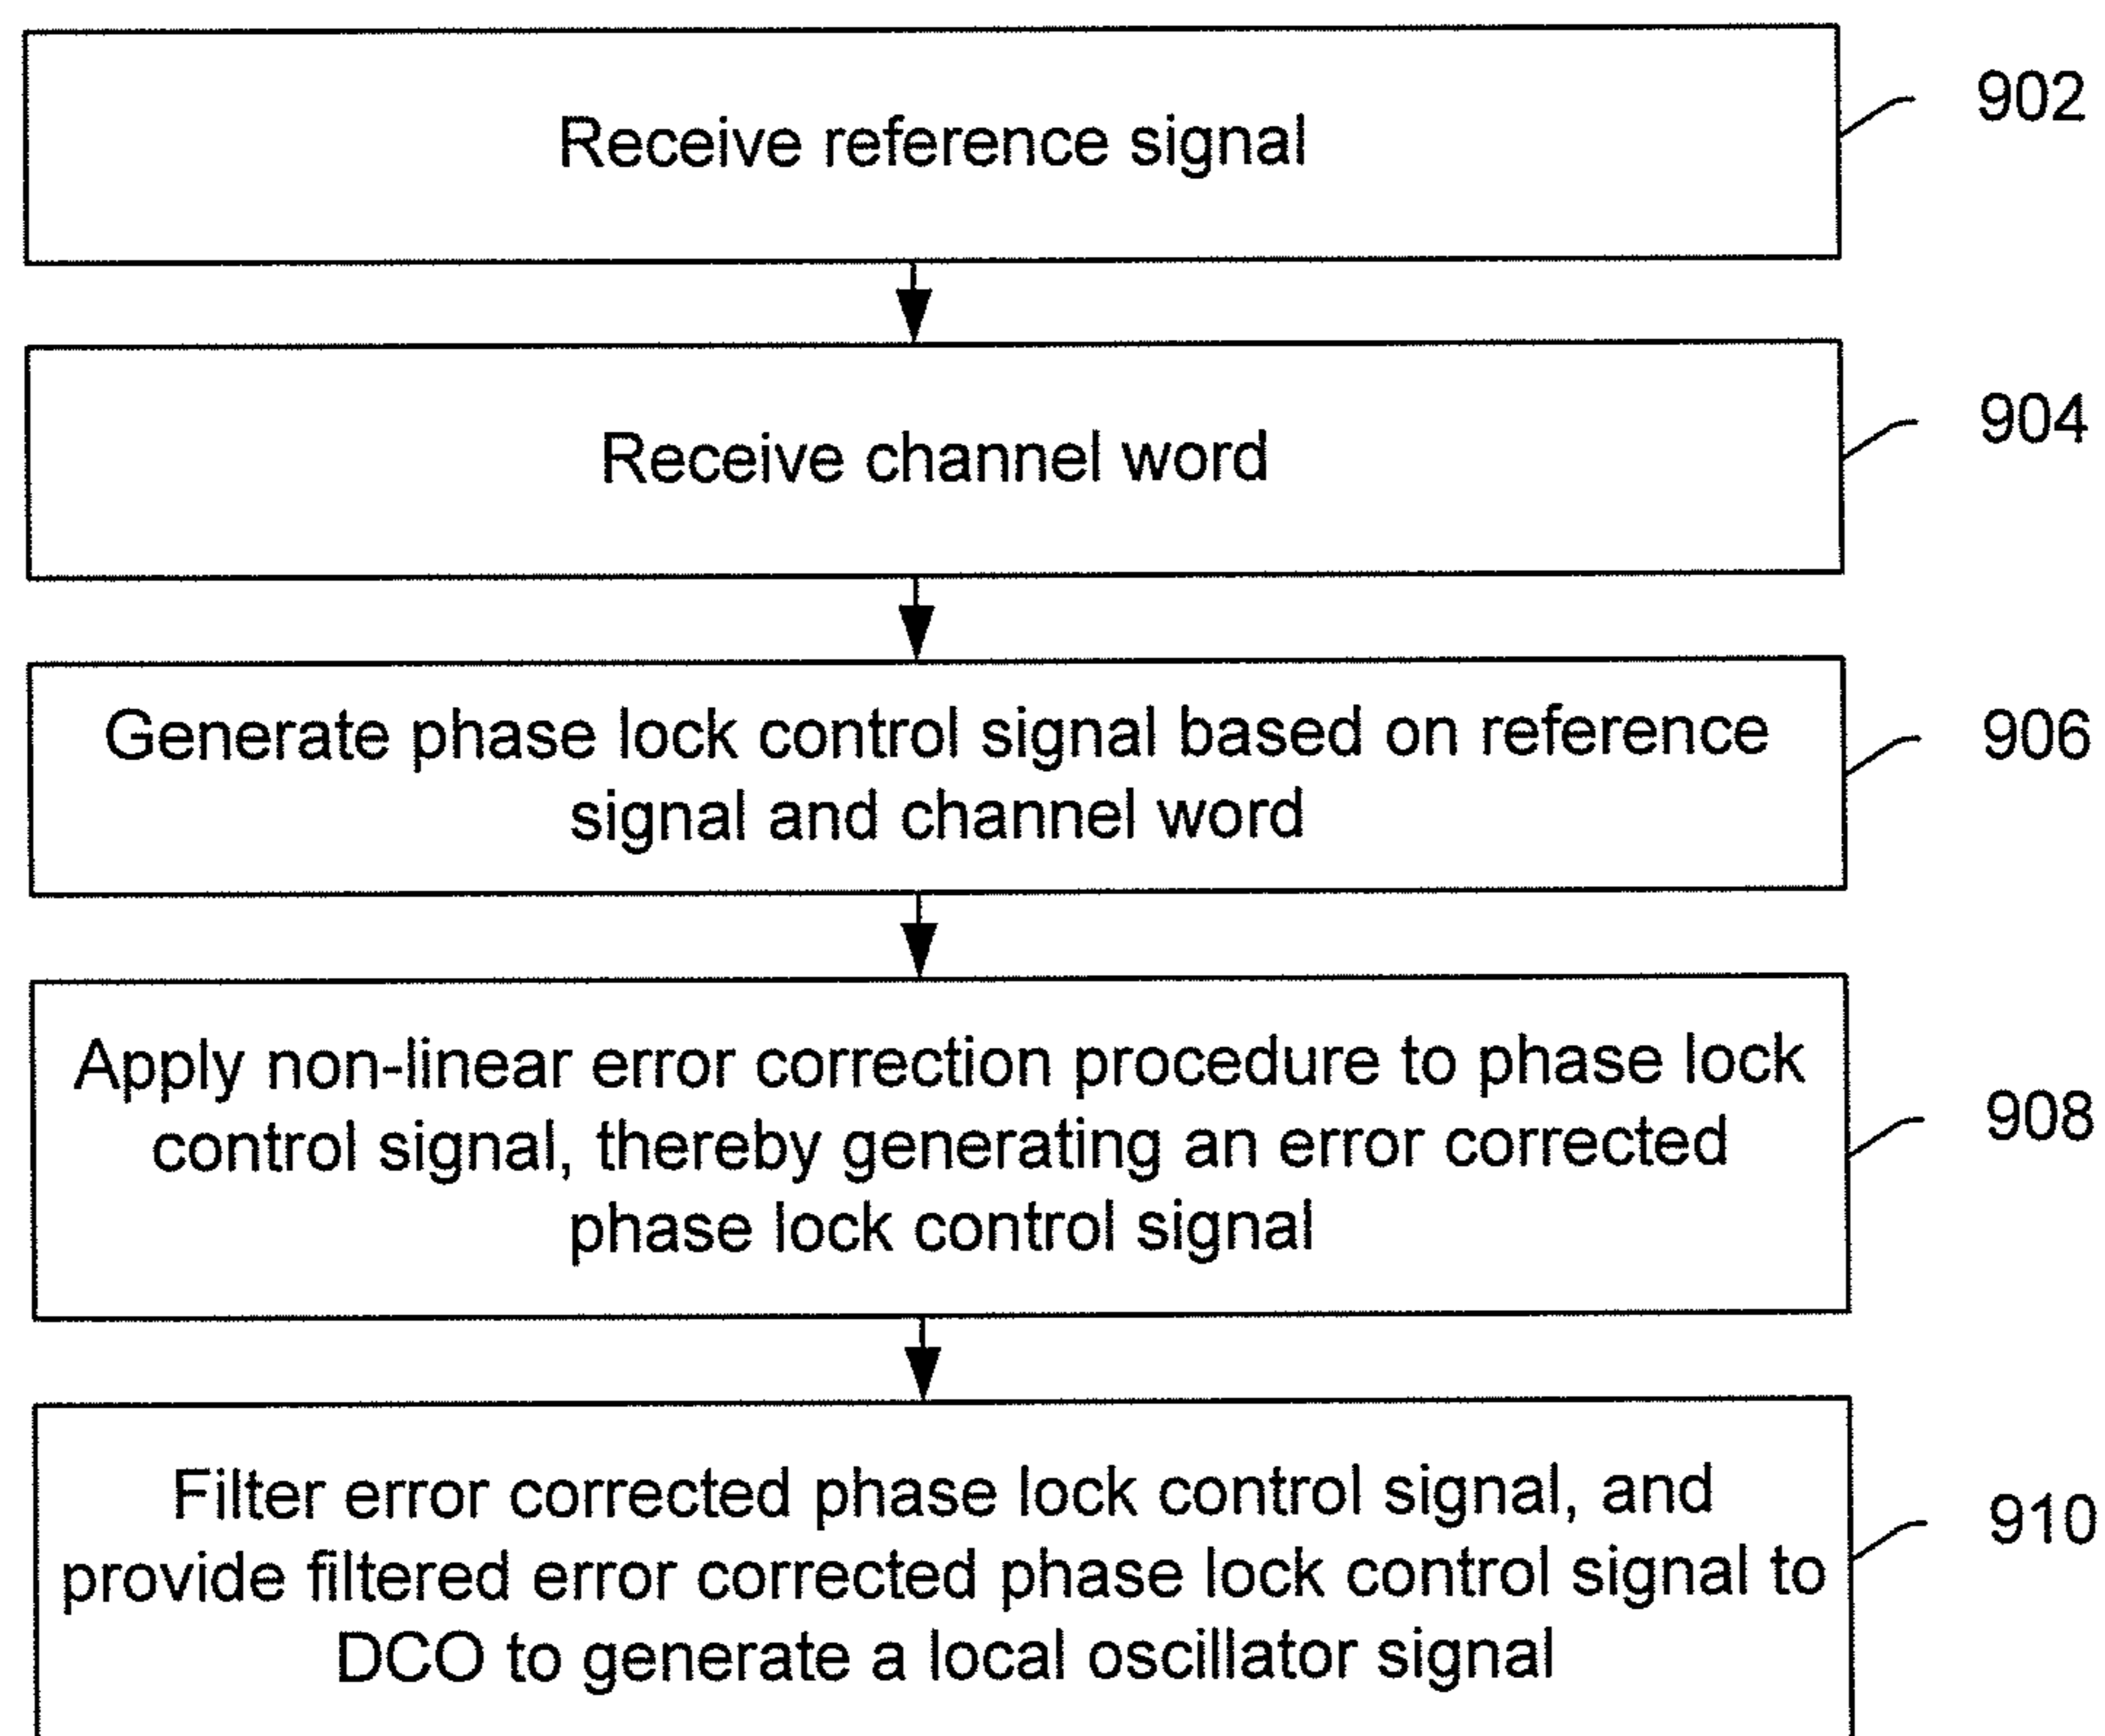 Receive reference signal
902
Receive channel word
904
Generate phase lock control signal based on reference
signal and channel word
906
Apply non-linear error correction procedure to phase lock
control signal, thereby generating an error corrected
phase lock control signal
908
Filter error corrected phase lock control signal, and
provide filtered error corrected phase lock control signal to
DCO to generate a local oscillator signal
910